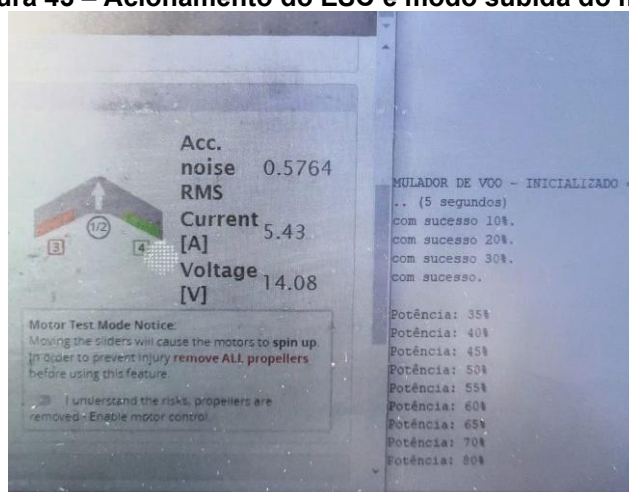 Acionamento do ESC e modo subida do
Acc.
noise 0.5764
RMS
Current 5.43
[A]
Voltage 14.08
[V]
1/2
3
4
Motor Test Mode Notice:
Moving the sliders will cause the motors to spin up.
In order to prevent injury remove ALL propellers
before using this feature.
I understand the risks, propellers are
removed - Enable motor control.
MULADOR DE VOO - INICIALIZADO
.. (5 segundos)
com sucesso 10%.
com sucesso 20%.
com sucesso 30%.
com sucesso.
Potência: 35%
Potência: 40%
Potência: 45%
Potência: 50%
Potência: 55%
Potência: 60%
Potência: 65%
Potência: 70%
Potência: 80%